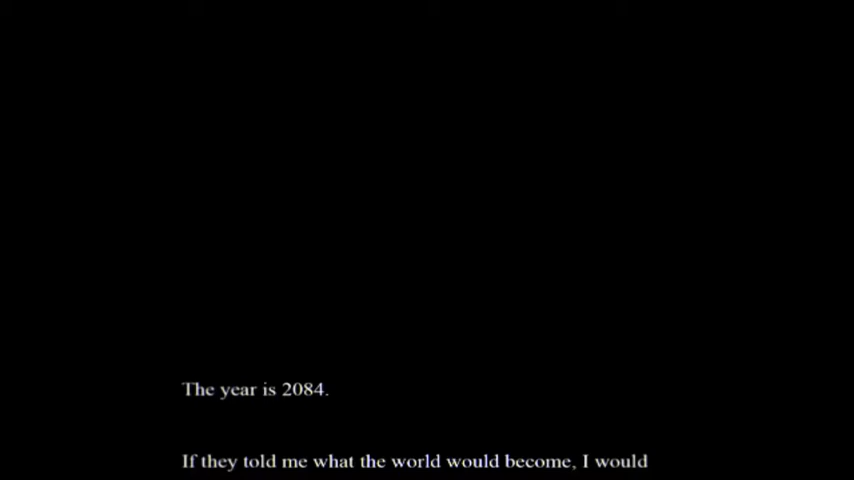 The year is 2084.
If they told me what the world would become, I would